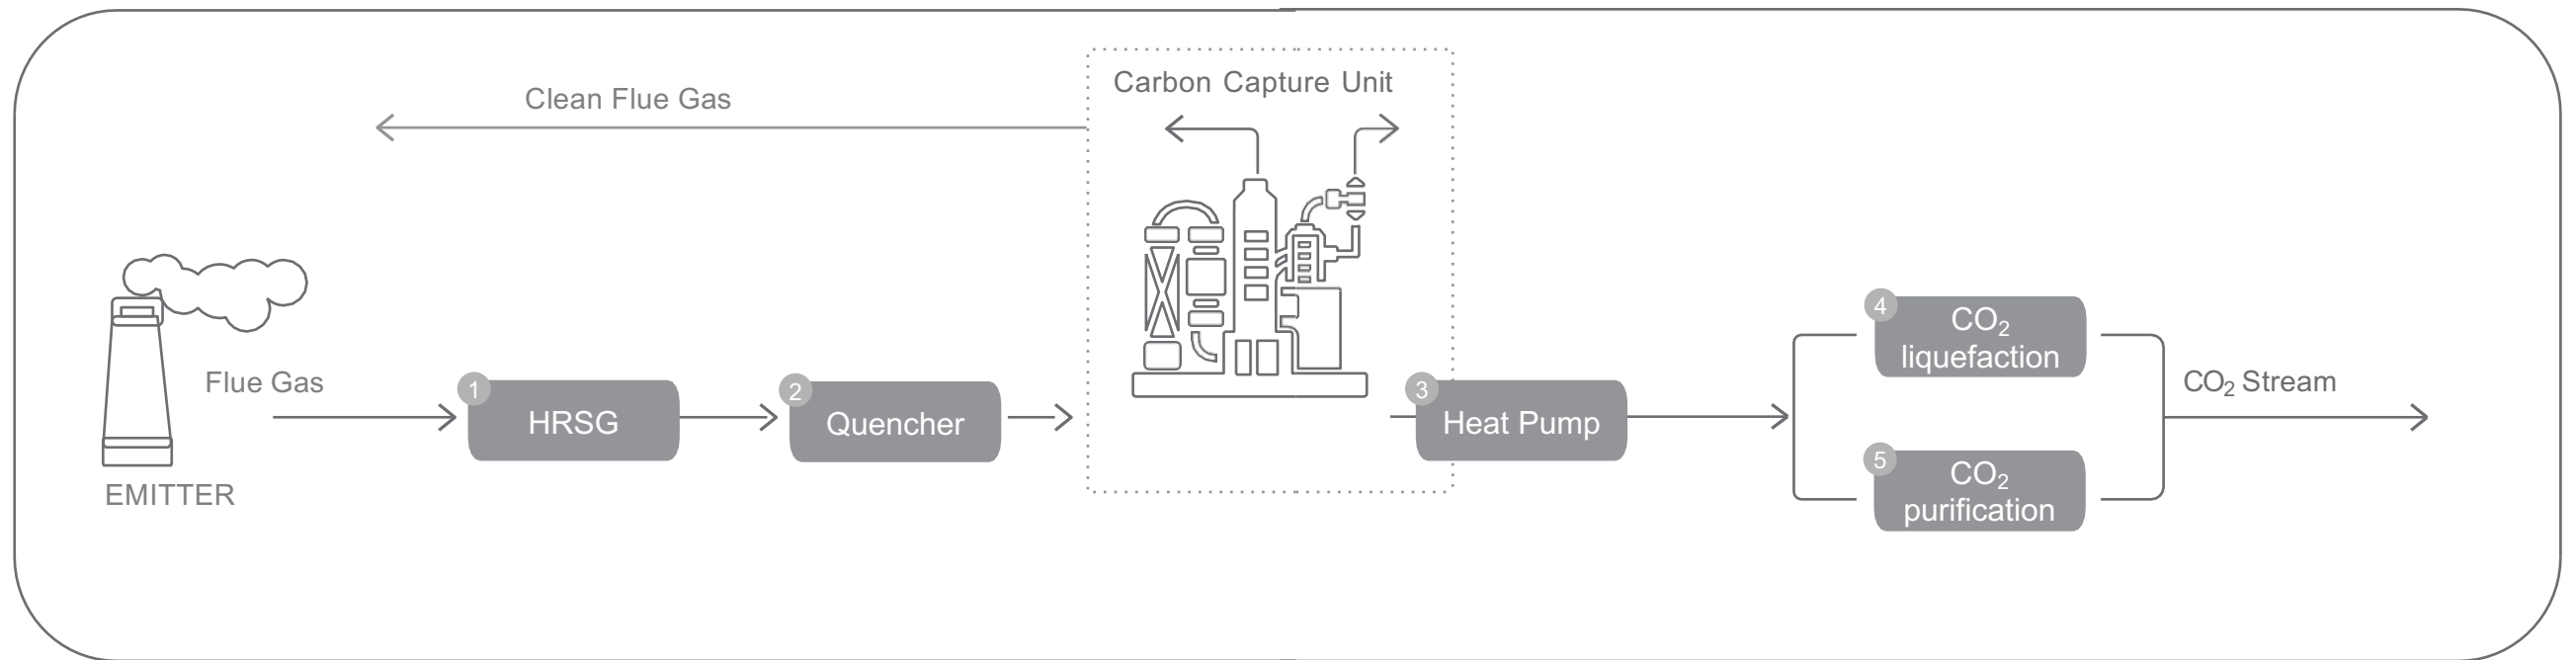 Clean Flue Gas
Carbon Capture Unit
Flue Gas
EMITTER
1
HRSG
2
Quencher
3
Heat Pump
4
CO₂
liquefaction
5
CO₂
purification
CO₂ Stream